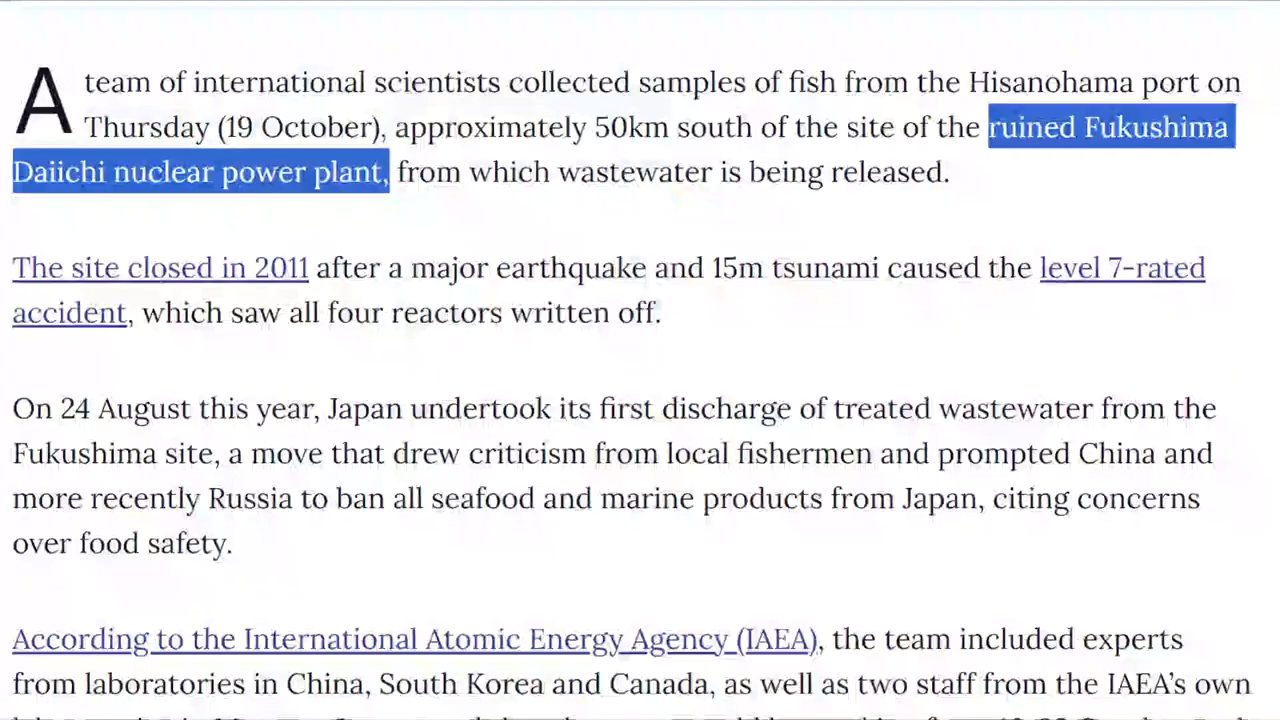 A team of international scientists collected samples of fish from the Hisanohama port on
Thursday (19 October), approximately 50km south of the site of the ruined Fukushima
Daiichi nuclear power plant, from which wastewater is being released.
The site closed in 2011 after a major earthquake and 15m tsunami caused the level 7-rated
accident, which saw all four reactors written off.
On 24 August this year, Japan undertook its first discharge of treated wastewater from the
Fukushima site, a move that drew criticism from local fishermen and prompted China and
more recently Russia to ban all seafood and marine products from Japan, citing concerns
over food safety.
According to the International Atomic Energy Agency (IAEA), the team included experts
from laboratories in China, South Korea and Canada, as well as two staff from the IAEA’s own